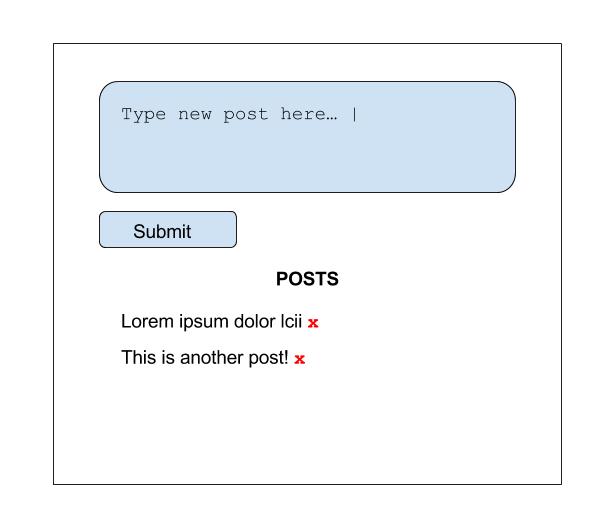 Type new post here… |
Submit
POSTS
Lorem ipsum dolor lcii x
This is another post! x